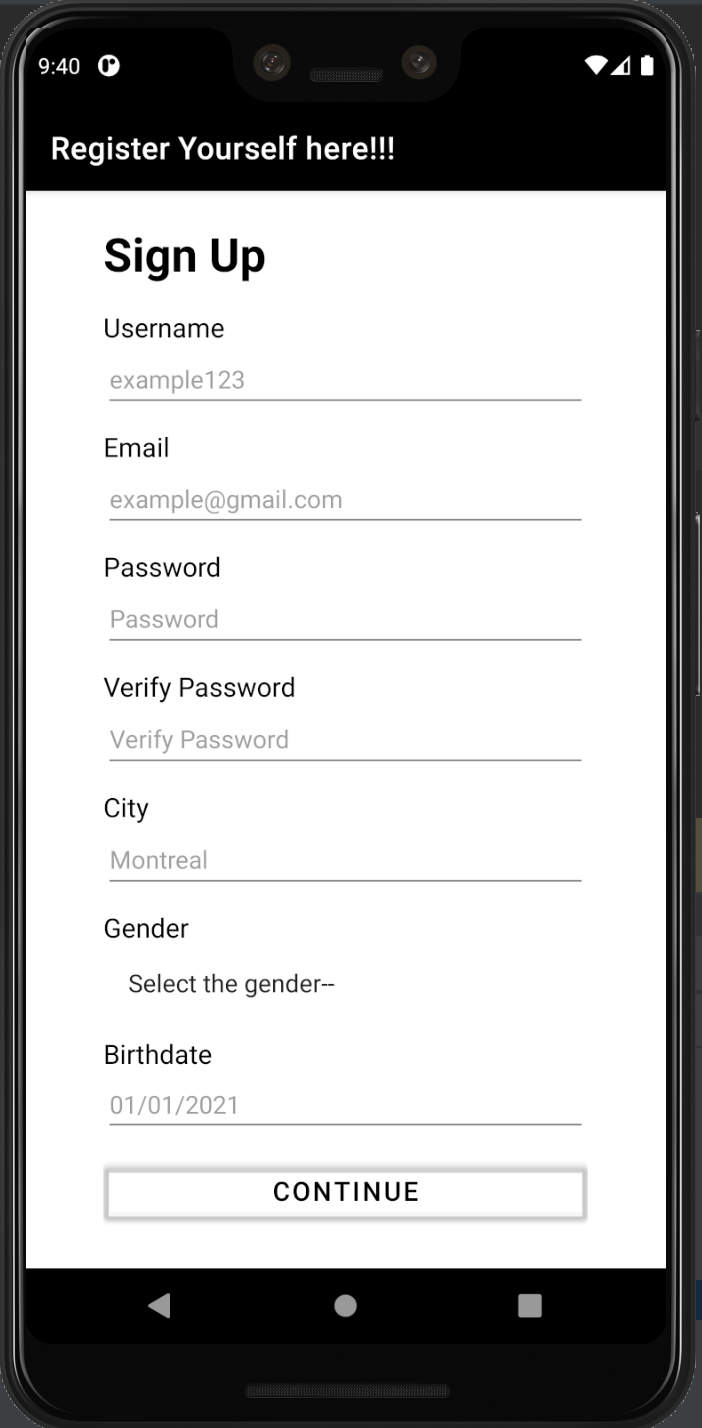 9:40
Register Yourself here!!!
Sign Up
Username
example123
Email
example@gmail.com
Password
Password
Verify Password
Verify Password
City
Montreal
Gender
Select the gender--
Birthdate
01/01/2021
CONTINUE